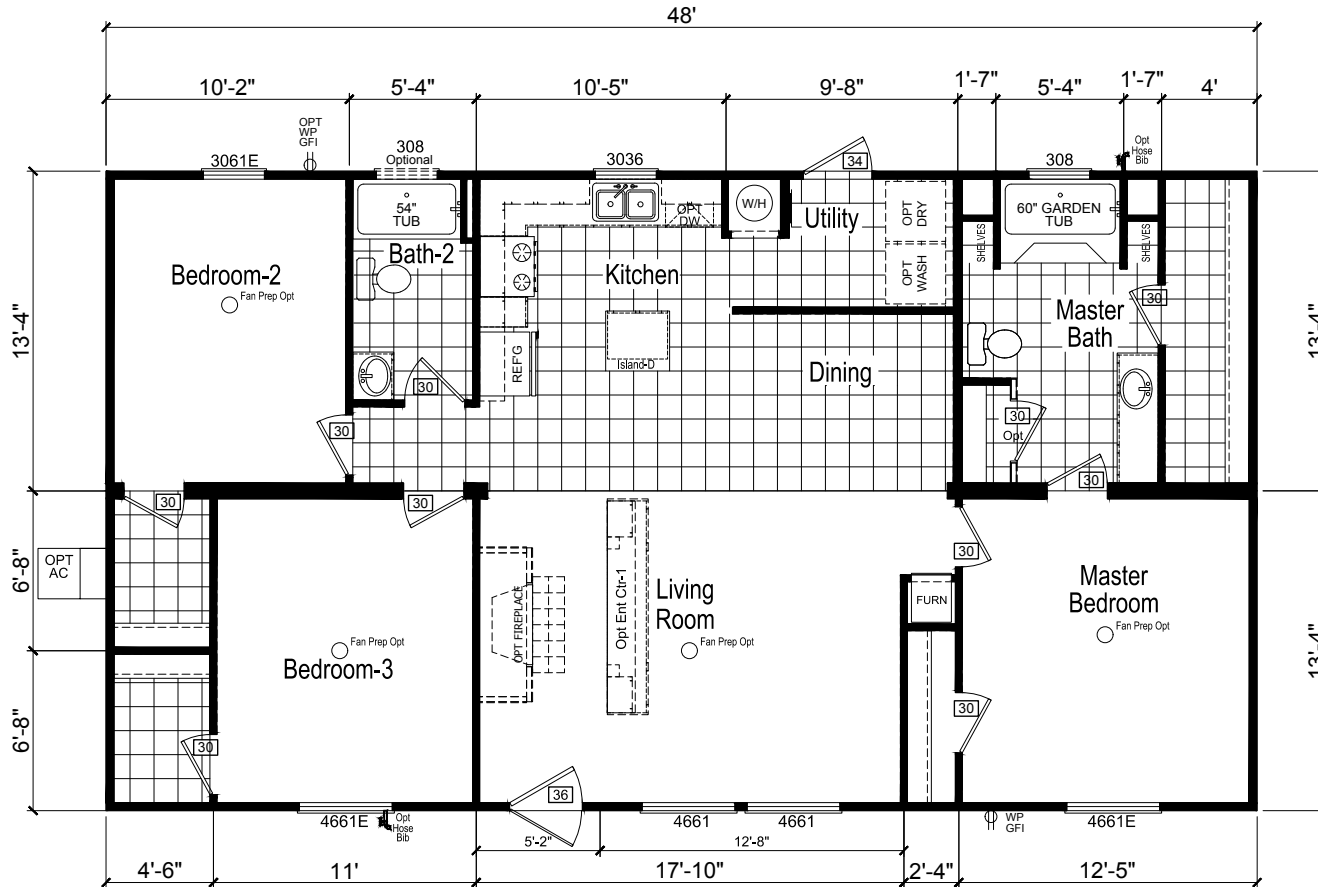 48'
10'-2"
5'-4"
10'-5"
9'-8"
1'-7"
5'-4"
1'-7"
4'
OPT
WP
GFI
3061E
308
Optional
3036
34
308
Opt
Hose
Bib
54"
TUB
OPT
DW
W/H
Utility
OPT
DRY
OPT
WASH
60" GARDEN
TUB
SHELVES
SHELVES
Bedroom-2
Fan Prep Opt
Bath-2
Kitchen
Island-D
REF'G
Dining
Master
Bath
30
30
30
30
Opt
13'-4"
13'-4"
30
30
30
6'-8"
OPT
AC
OPT FIREPLACE
Opt Ent Ctr-1
Living
Room
Fan Prep Opt
30
FURN
Master
Bedroom
Fan Prep Opt
13'-4"
Fan Prep Opt
Bedroom-3
6'-8"
30
30
36
4661E
Opt
Hose
Bib
4661
4661
WP
GFI
4661E
5'-2"
12'-8"
4'-6"
11'
17'-10"
2'-4"
12'-5"